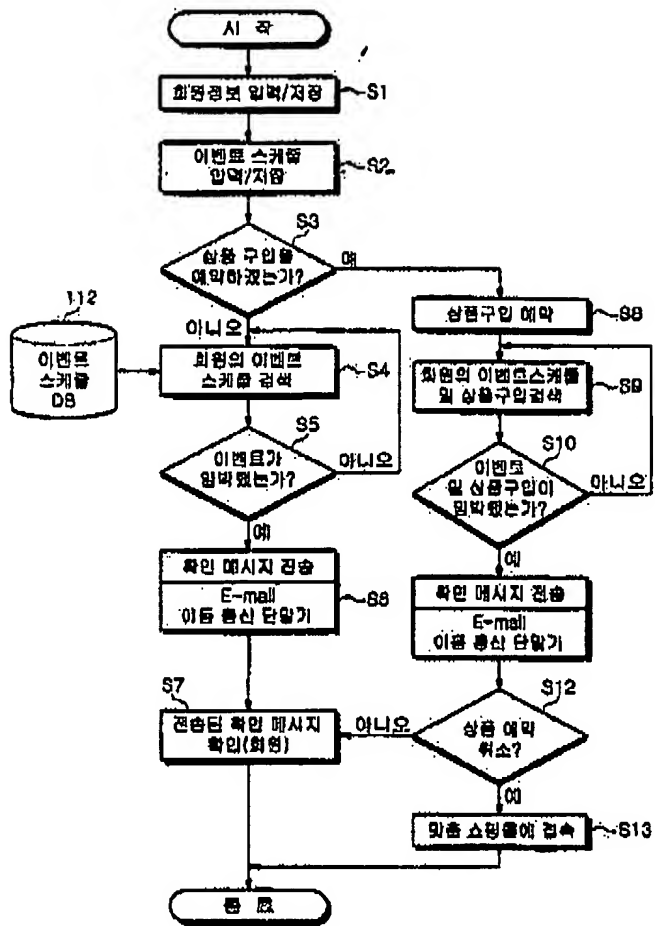 시 작
회원정보 입력/저장
S1
이벤트 스케쥴
입력/저장
S2
S3
상품 구입을
예약하겠는가?
예
아니오
112
이벤트
스케쥴
DB
회원의 이벤트
스케쥴 검색
S4
S5
이벤트가
임박했는가?
아니오
예
확인 메시지 전송
E-mail
이동 통신 단말기
S6
S7
전송된 확인 메시지
확인(회원)
상품구입 예약
S8
회원의 이벤트스케쥴
및 상품구입검색
S9
S10
이벤트
및 상품구입이
임박했는가?
아니오
예
확인 메시지 전송
E-mail
이동 통신 단말기
S12
상품 예약
취소?
아니오
예
맞춤 쇼핑몰에 접속
S13
종 료